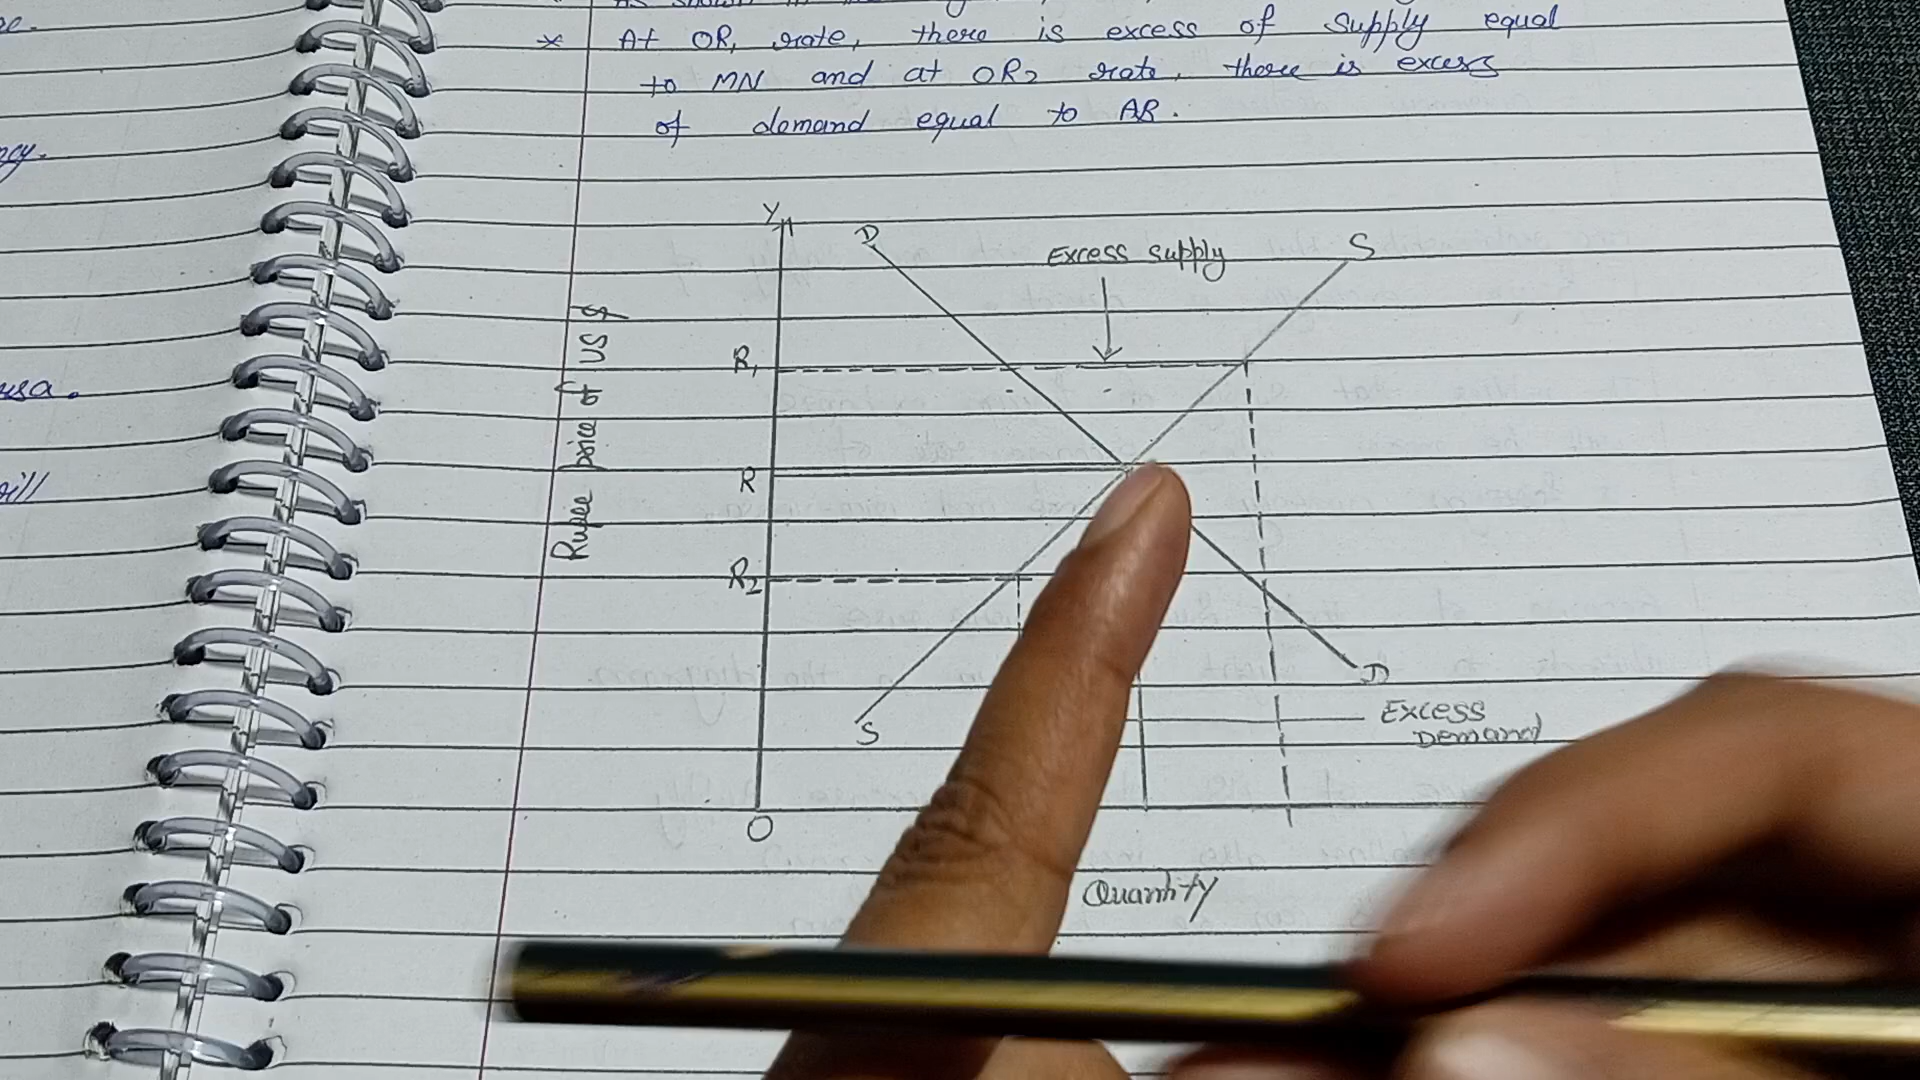 * At OR, rate, there is excess of supply equal
to MN and at OR2 rate, there is excess
of demand equal to AB.
Y
D
Excess supply
S
R1
Rupee price of US $
R
R2
D
S
Excess
Demand
O
Quantity
usa.